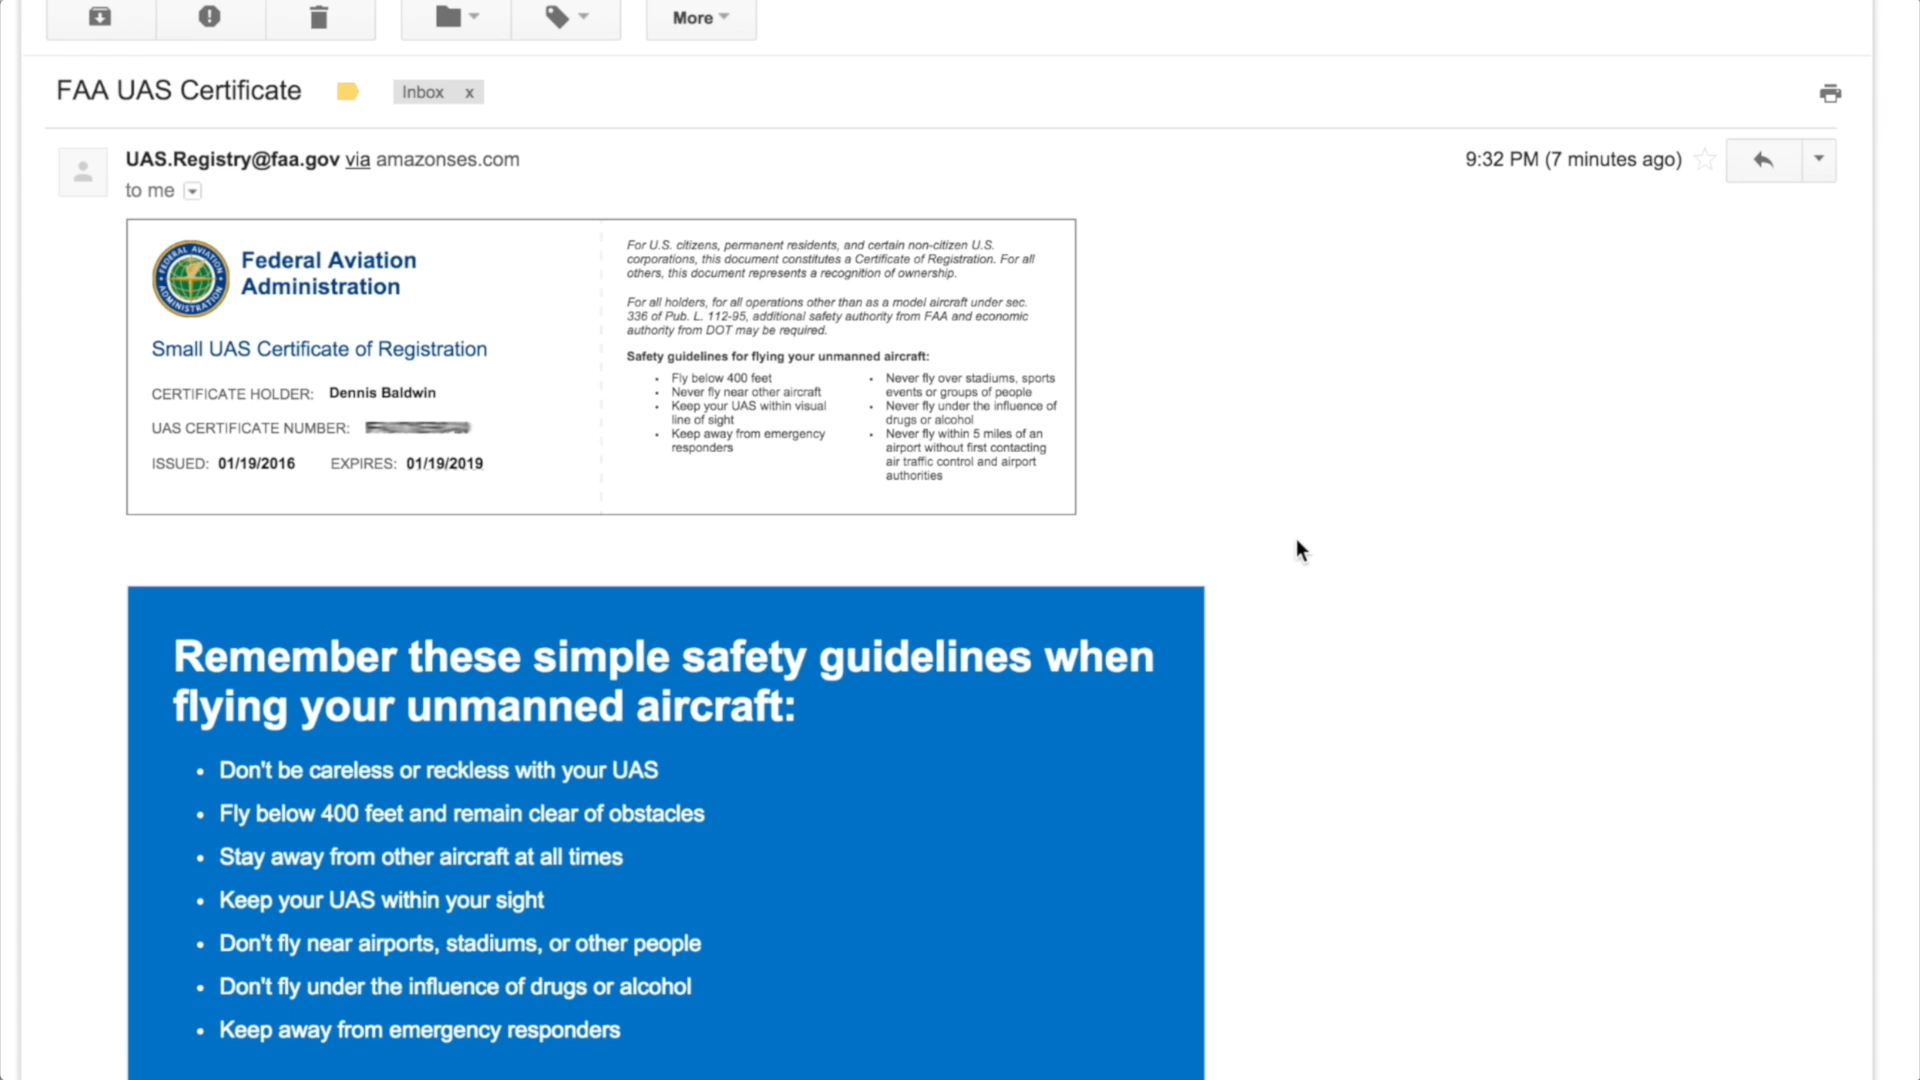 More
FAA UAS Certificate
Inbox x
UAS.Registry@faa.gov via amazonses.com
9:32 PM (7 minutes ago)
to me
FEDERAL AVIATION ADMINISTRATION
Federal Aviation
Administration
Small UAS Certificate of Registration
CERTIFICATE HOLDER: Dennis Baldwin
UAS CERTIFICATE NUMBER:
ISSUED: 01/19/2016 EXPIRES: 01/19/2019
For U.S. citizens, permanent residents, and certain non-citizen U.S.
corporations, this document constitutes a Certificate of Registration. For all
others, this document represents a recognition of ownership.
For all holders, for all operations other than as a model aircraft under sec.
336 of Pub. L. 112-95, additional safety authority from FAA and economic
authority from DOT may be required.
Safety guidelines for flying your unmanned aircraft:
• Fly below 400 feet
• Never fly near other aircraft
• Keep your UAS within visual
line of sight
• Keep away from emergency
responders
• Never fly over stadiums, sports
events or groups of people
• Never fly under the influence of
drugs or alcohol
• Never fly within 5 miles of an
airport without first contacting
air traffic control and airport
authorities
Remember these simple safety guidelines when
flying your unmanned aircraft:
• Don't be careless or reckless with your UAS
• Fly below 400 feet and remain clear of obstacles
• Stay away from other aircraft at all times
• Keep your UAS within your sight
• Don't fly near airports, stadiums, or other people
• Don't fly under the influence of drugs or alcohol
• Keep away from emergency responders